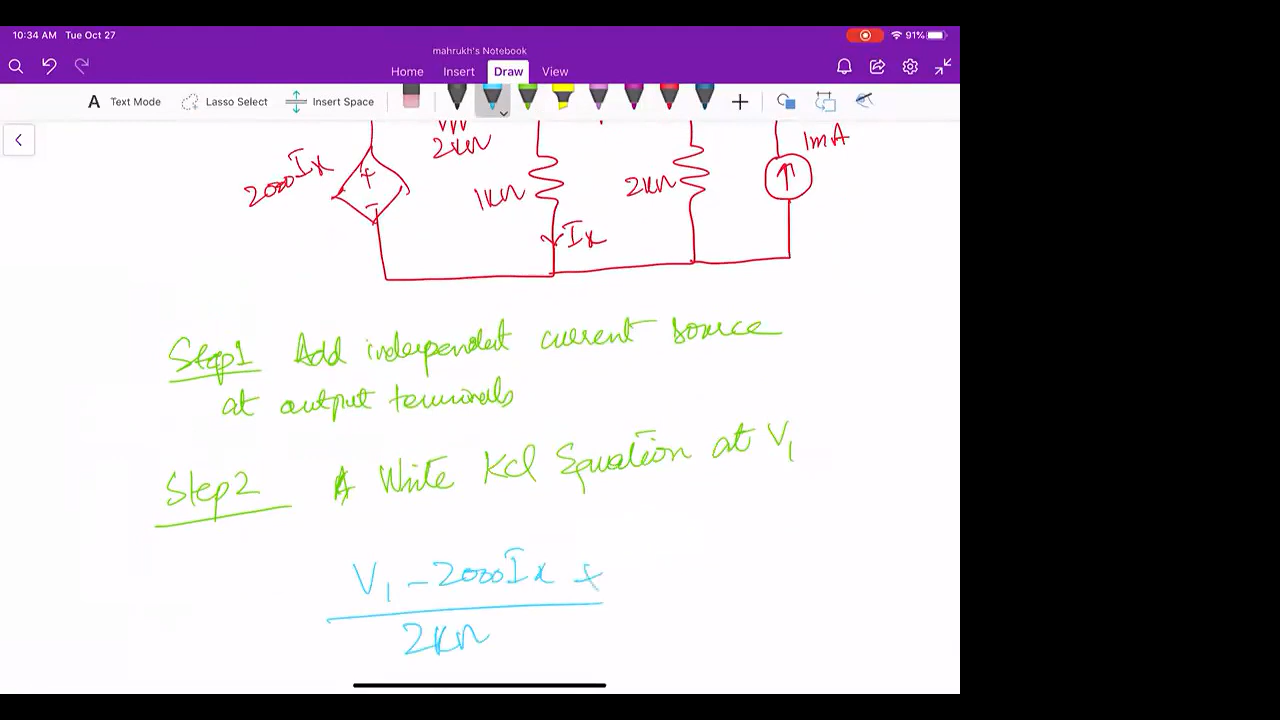 10:34 AM Tue Oct 27
91%
mahrukh's Notebook
Home Insert Draw View
A Text Mode Lasso Select Insert Space
2000Ix
+
-
2kΩ
1kΩ
Ix
2kΩ
1mA
Step1 Add independent current source
at output terminals
Step2 Write KCl Equation at V1
V1 - 2000Ix +
2kΩ